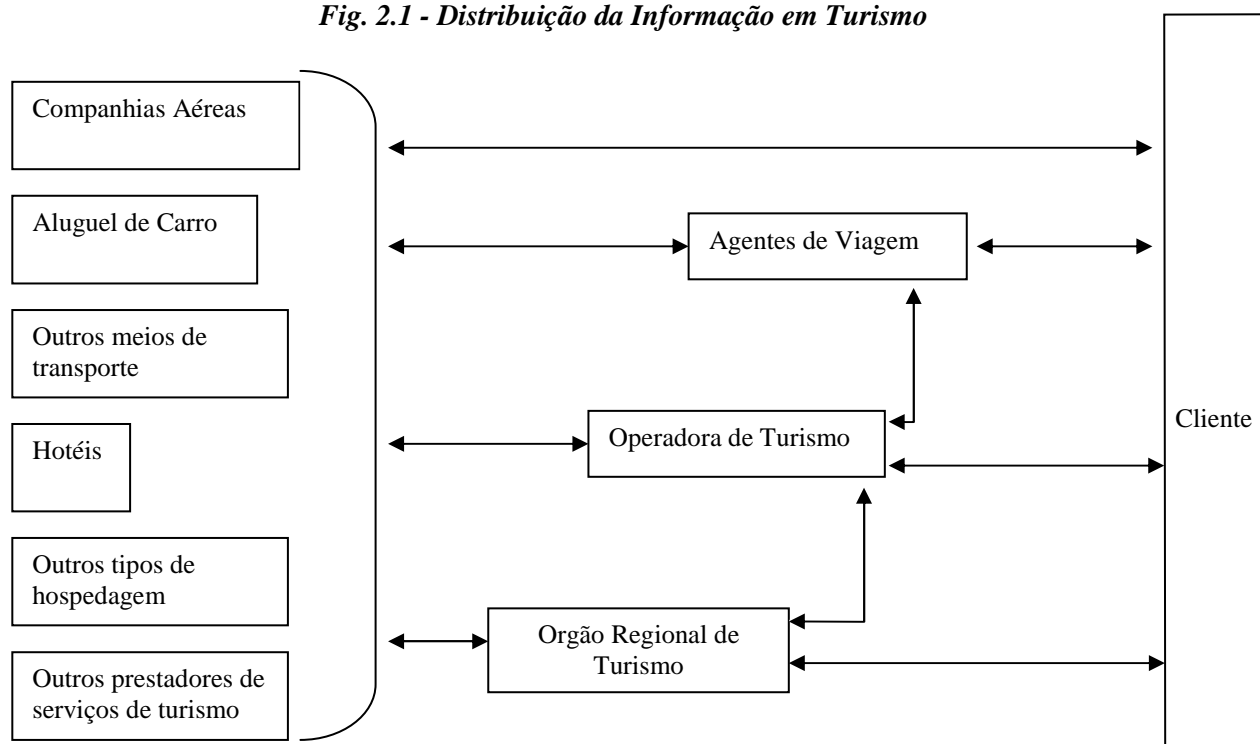 Fig. 2.1 - Distribuição da Informação em Turismo
Companhias Aéreas
Aluguel de Carro
Agentes de Viagem
Outros meios de
transporte
Operadora de Turismo
Cliente
Hotéis
Outros tipos de
hospedagem
Orgão Regional de
Turismo
Outros prestadores de
serviços de turismo